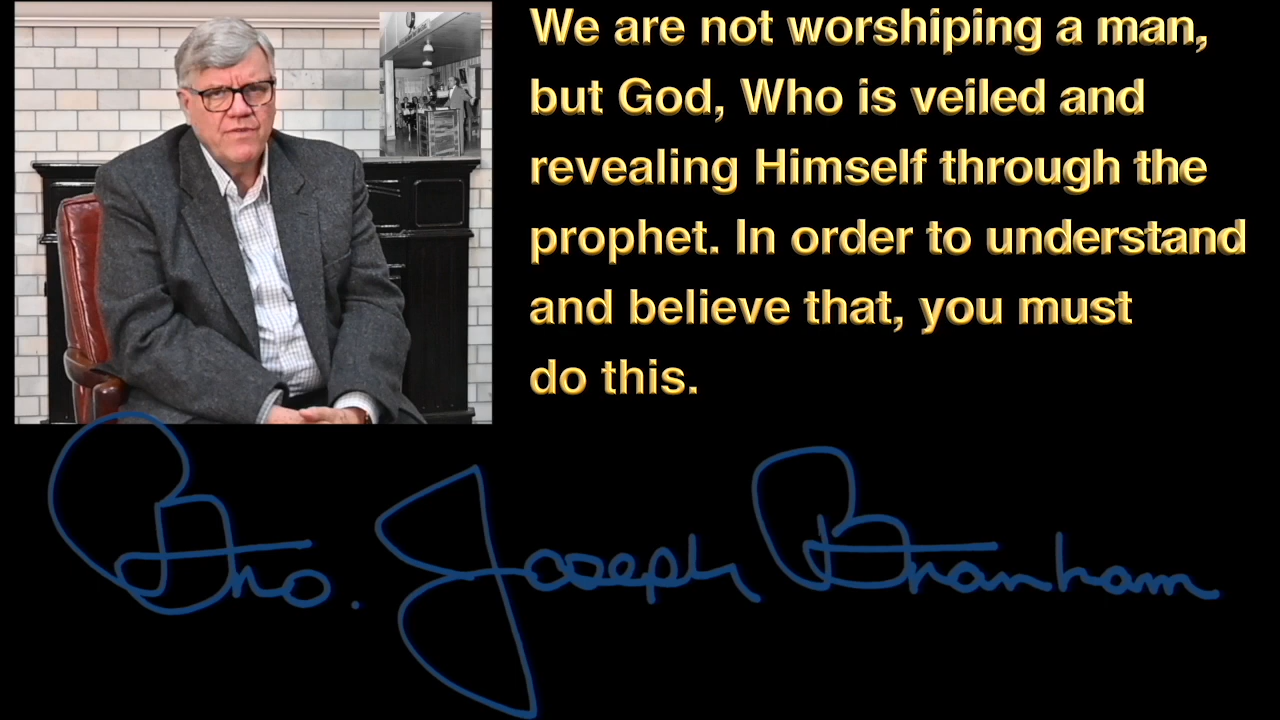 We are not worshiping a man,
but God, Who is veiled and
revealing Himself through the
prophet. In order to understand
and believe that, you must
do this.
Bro. Joseph Branham